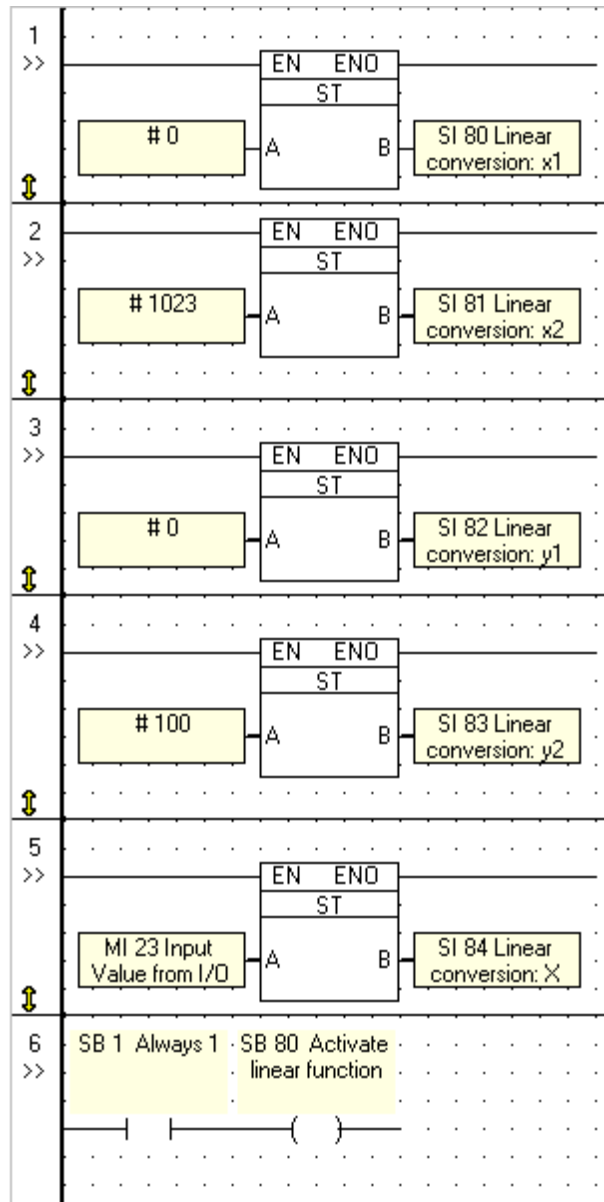 1
>>
EN ENO
ST
# 0
A B
SI 80 Linear
conversion: x1
2
>>
EN ENO
ST
# 1023
A B
SI 81 Linear
conversion: x2
3
>>
EN ENO
ST
# 0
A B
SI 82 Linear
conversion: y1
4
>>
EN ENO
ST
# 100
A B
SI 83 Linear
conversion: y2
5
>>
EN ENO
ST
MI 23 Input
Value from I/O
A B
SI 84 Linear
conversion: X
6
>>
SB 1 Always 1
SB 80 Activate
linear function